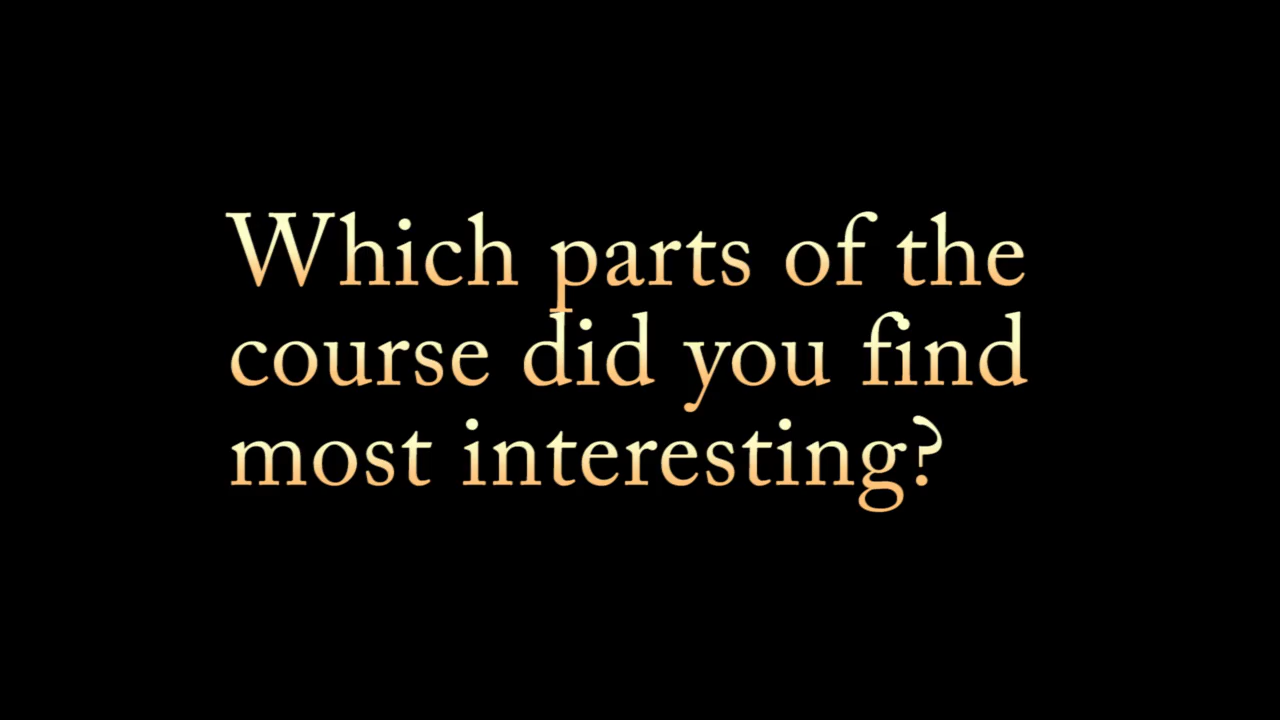 Which parts of the
course did you find
most interesting?